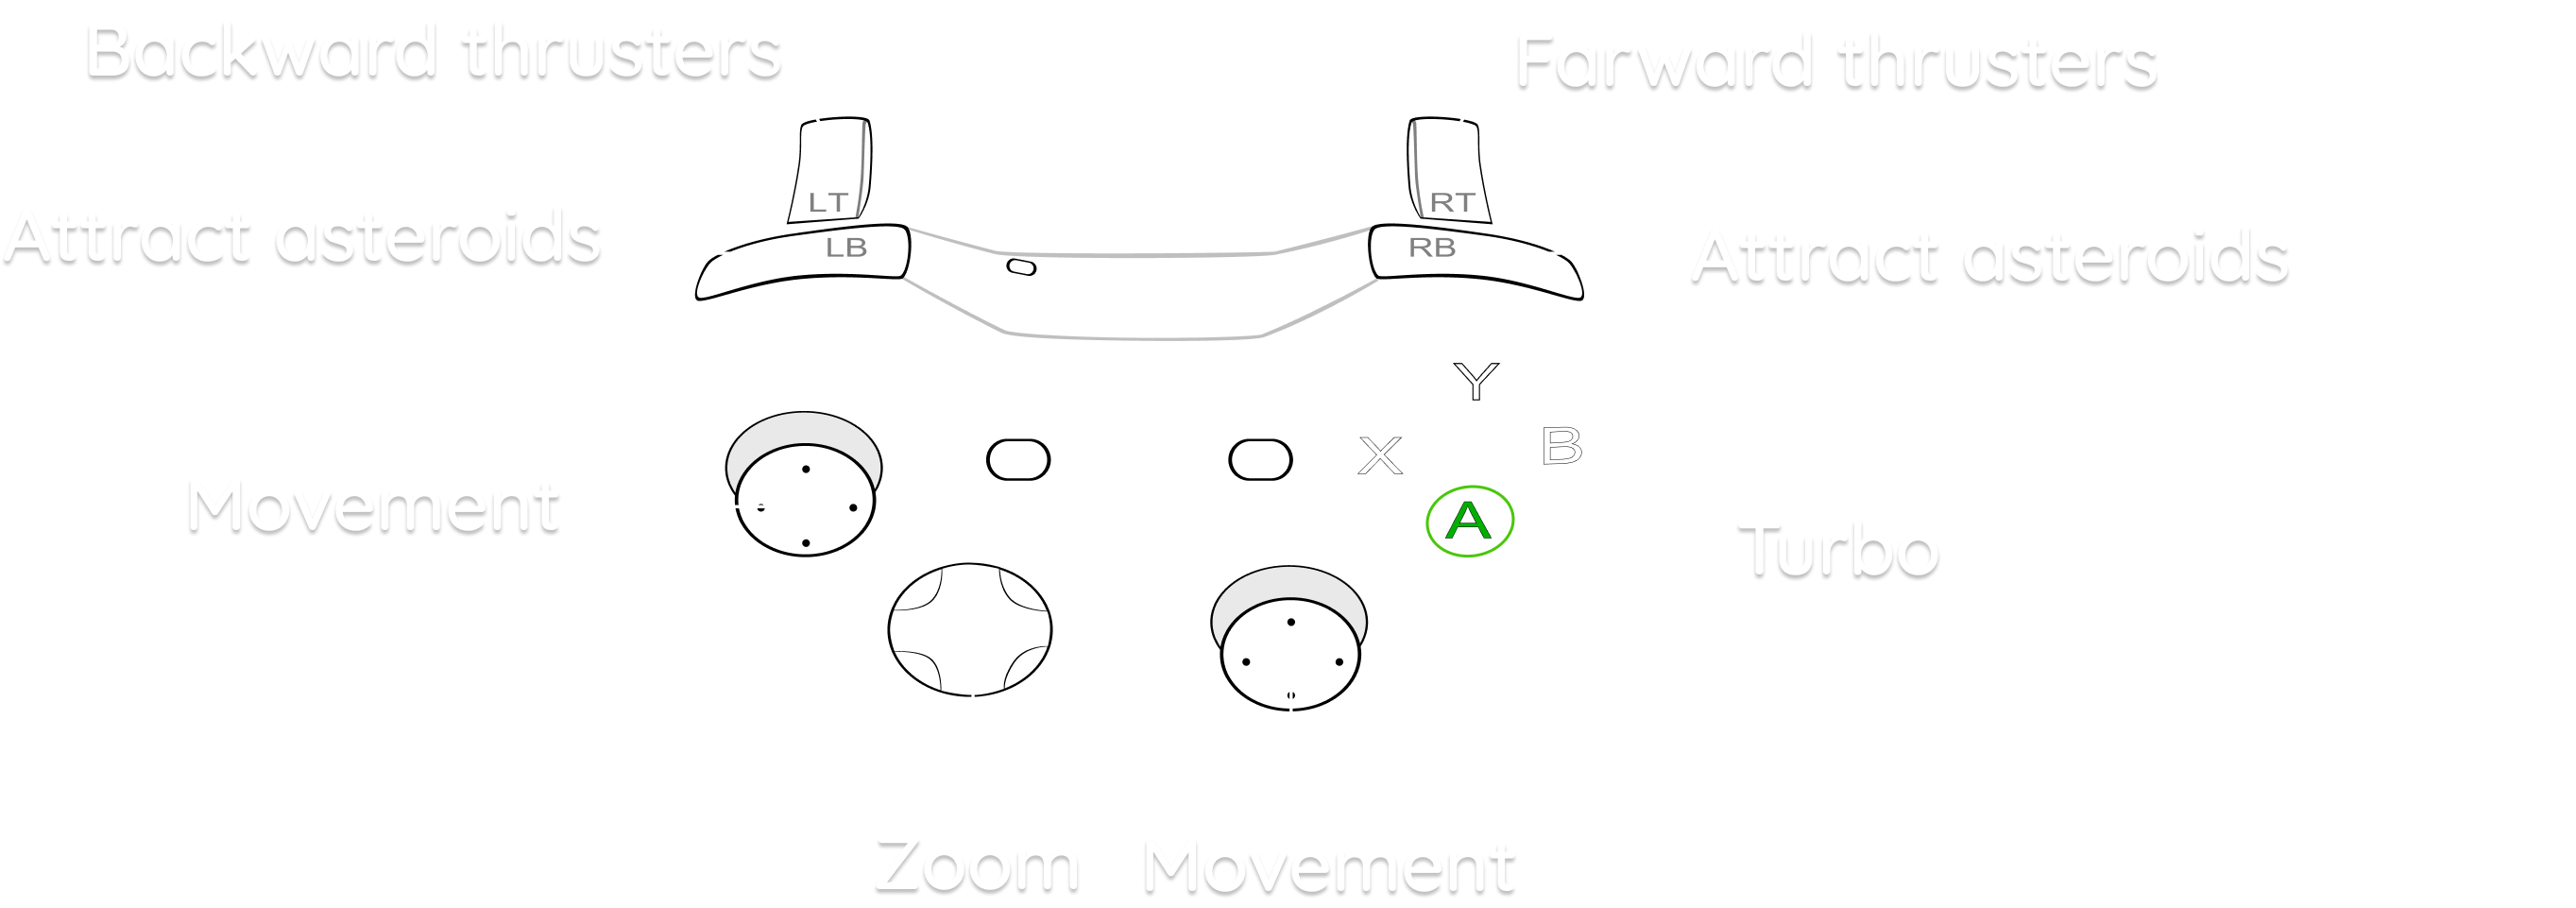 Backward thrusters
Farward thrusters
LT
RT
Attract asteroids
LB
RB
Attract asteroids
Y
X
B
Movement
A
Turbo
Zoom
Movement